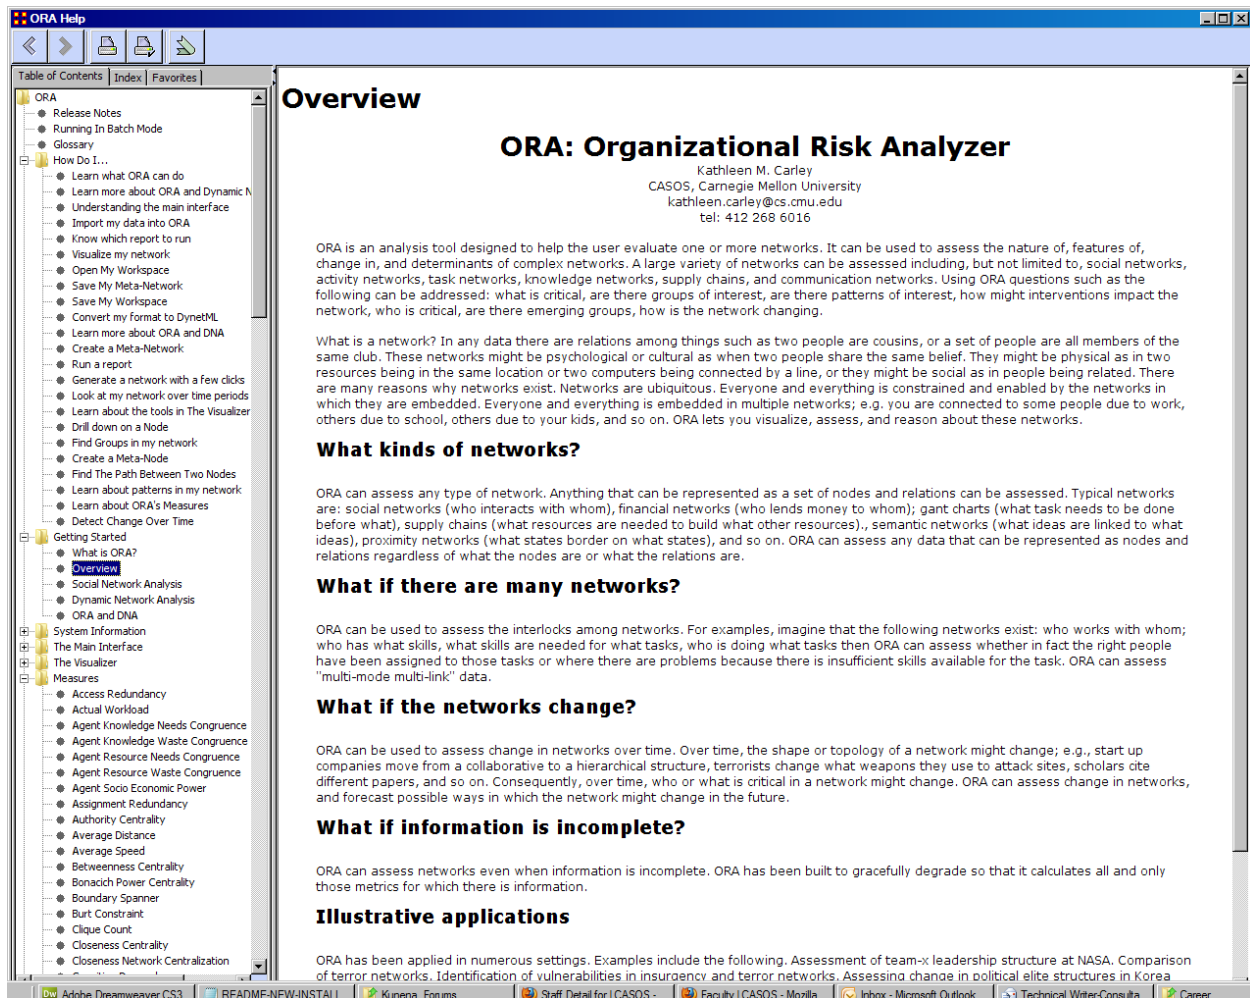 ORA Help
Table of Contents
Index
Favorites
ORA
Release Notes
Running In Batch Mode
Glossary
How Do I...
Learn what ORA can do
Learn more about ORA and Dynamic N
Understanding the main interface
Import my data into ORA
Know which report to run
Visualize my network
Open My Workspace
Save My Meta-Network
Save My Workspace
Convert my format to DynetML
Learn more about ORA and DNA
Create a Meta-Network
Run a report
Generate a network with a few clicks
Look at my network over time periods
Learn about the tools in The Visualizer
Drill down on a Node
Find Groups in my network
Create a Meta-Node
Find The Path Between Two Nodes
Learn about patterns in my network
Learn about ORA's Measures
Detect Change Over Time
Getting Started
What is ORA?
Overview
Social Network Analysis
Dynamic Network Analysis
ORA and DNA
System Information
The Main Interface
The Visualizer
Measures
Access Redundancy
Actual Workload
Agent Knowledge Needs Congruence
Agent Knowledge Waste Congruence
Agent Resource Needs Congruence
Agent Resource Waste Congruence
Agent Socio Economic Power
Assignment Redundancy
Authority Centrality
Average Distance
Average Speed
Betweenness Centrality
Bonacich Power Centrality
Boundary Spanner
Burt Constraint
Clique Count
Closeness Centrality
Closeness Network Centralization
Overview
ORA: Organizational Risk Analyzer
Kathleen M. Carley
CASOS, Carnegie Mellon University
kathleen.carley@cs.cmu.edu
tel: 412 268 6016
ORA is an analysis tool designed to help the user evaluate one or more networks. It can be used to assess the nature of, features of,
change in, and determinants of complex networks. A large variety of networks can be assessed including, but not limited to, social networks,
activity networks, task networks, knowledge networks, supply chains, and communication networks. Using ORA questions such as the
following can be addressed: what is critical, are there groups of interest, are there patterns of interest, how might interventions impact the
network, who is critical, are there emerging groups, how is the network changing.
What is a network? In any data there are relations among things such as two people are cousins, or a set of people are all members of the
same club. These networks might be psychological or cultural as when two people share the same belief. They might be physical as in two
resources being in the same location or two computers being connected by a line, or they might be social as in people being related. There
are many reasons why networks exist. Networks are ubiquitous. Everyone and everything is constrained and enabled by the networks in
which they are embedded. Everyone and everything is embedded in multiple networks; e.g. you are connected to some people due to work,
others due to school, others due to your kids, and so on. ORA lets you visualize, assess, and reason about these networks.
What kinds of networks?
ORA can assess any type of network. Anything that can be represented as a set of nodes and relations can be assessed. Typical networks
are: social networks (who interacts with whom), financial networks (who lends money to whom); gant charts (what task needs to be done
before what), supply chains (what resources are needed to build what other resources)., semantic networks (what ideas are linked to what
ideas), proximity networks (what states border on what states), and so on. ORA can assess any data that can be represented as nodes and
relations regardless of what the nodes are or what the relations are.
What if there are many networks?
ORA can be used to assess the interlocks among networks. For examples, imagine that the following networks exist: who works with whom;
who has what skills, what skills are needed for what tasks, who is doing what tasks then ORA can assess whether in fact the right people
have been assigned to those tasks or where there are problems because there is insufficient skills available for the task. ORA can assess
"multi-mode multi-link" data.
What if the networks change?
ORA can be used to assess change in networks over time. Over time, the shape or topology of a network might change; e.g., start up
companies move from a collaborative to a hierarchical structure, terrorists change what weapons they use to attack sites, scholars cite
different papers, and so on. Consequently, over time, who or what is critical in a network might change. ORA can assess change in networks,
and forecast possible ways in which the network might change in the future.
What if information is incomplete?
ORA can assess networks even when information is incomplete. ORA has been built to gracefully degrade so that it calculates all and only
those metrics for which there is information.
Illustrative applications
ORA has been applied in numerous settings. Examples include the following. Assessment of team-x leadership structure at NASA. Comparison
of terror networks. Identification of vulnerabilities in insurgency and terror networks. Assessing change in political elite structures in Korea
Adobe Dreamweaver CS3
README-NEW-INSTALL
Kunena Forums
Staff Detail for | CASOS -
Faculty | CASOS - Mozilla
Inbox - Microsoft Outlook
Technical Writer-Consulta
Career